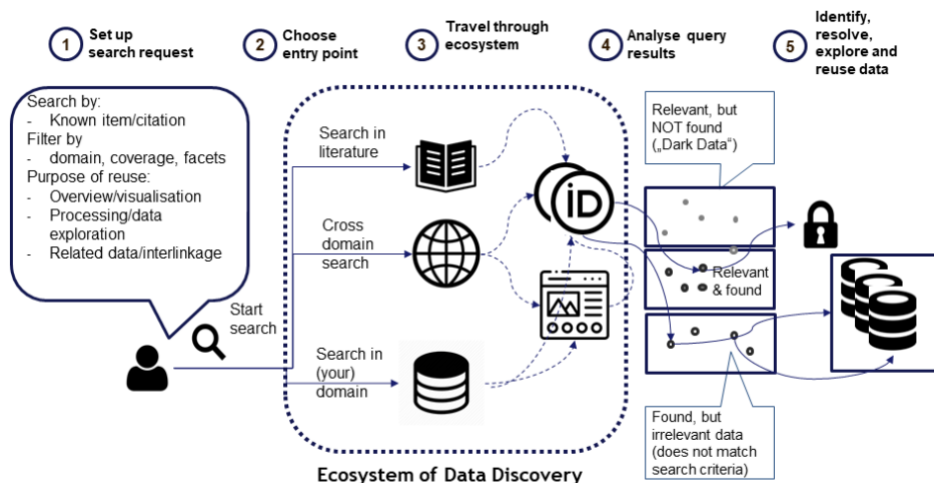 1 Set up
search request
2 Choose
entry point
3 Travel through
ecosystem
4 Analyse query
results
5 Identify,
resolve,
explore and
reuse data
Search by:
- Known item/citation
Filter by
- domain, coverage, facets
Purpose of reuse:
- Overview/visualisation
- Processing/data
exploration
- Related data/interlinkage
Start
search
Search in
literature
Cross
domain
search
Search in
(your)
domain
iD
Relevant, but
NOT found
(„Dark Data“)
Relevant
& found
Found, but
irrelevant data
(does not match
search criteria)
Ecosystem of Data Discovery